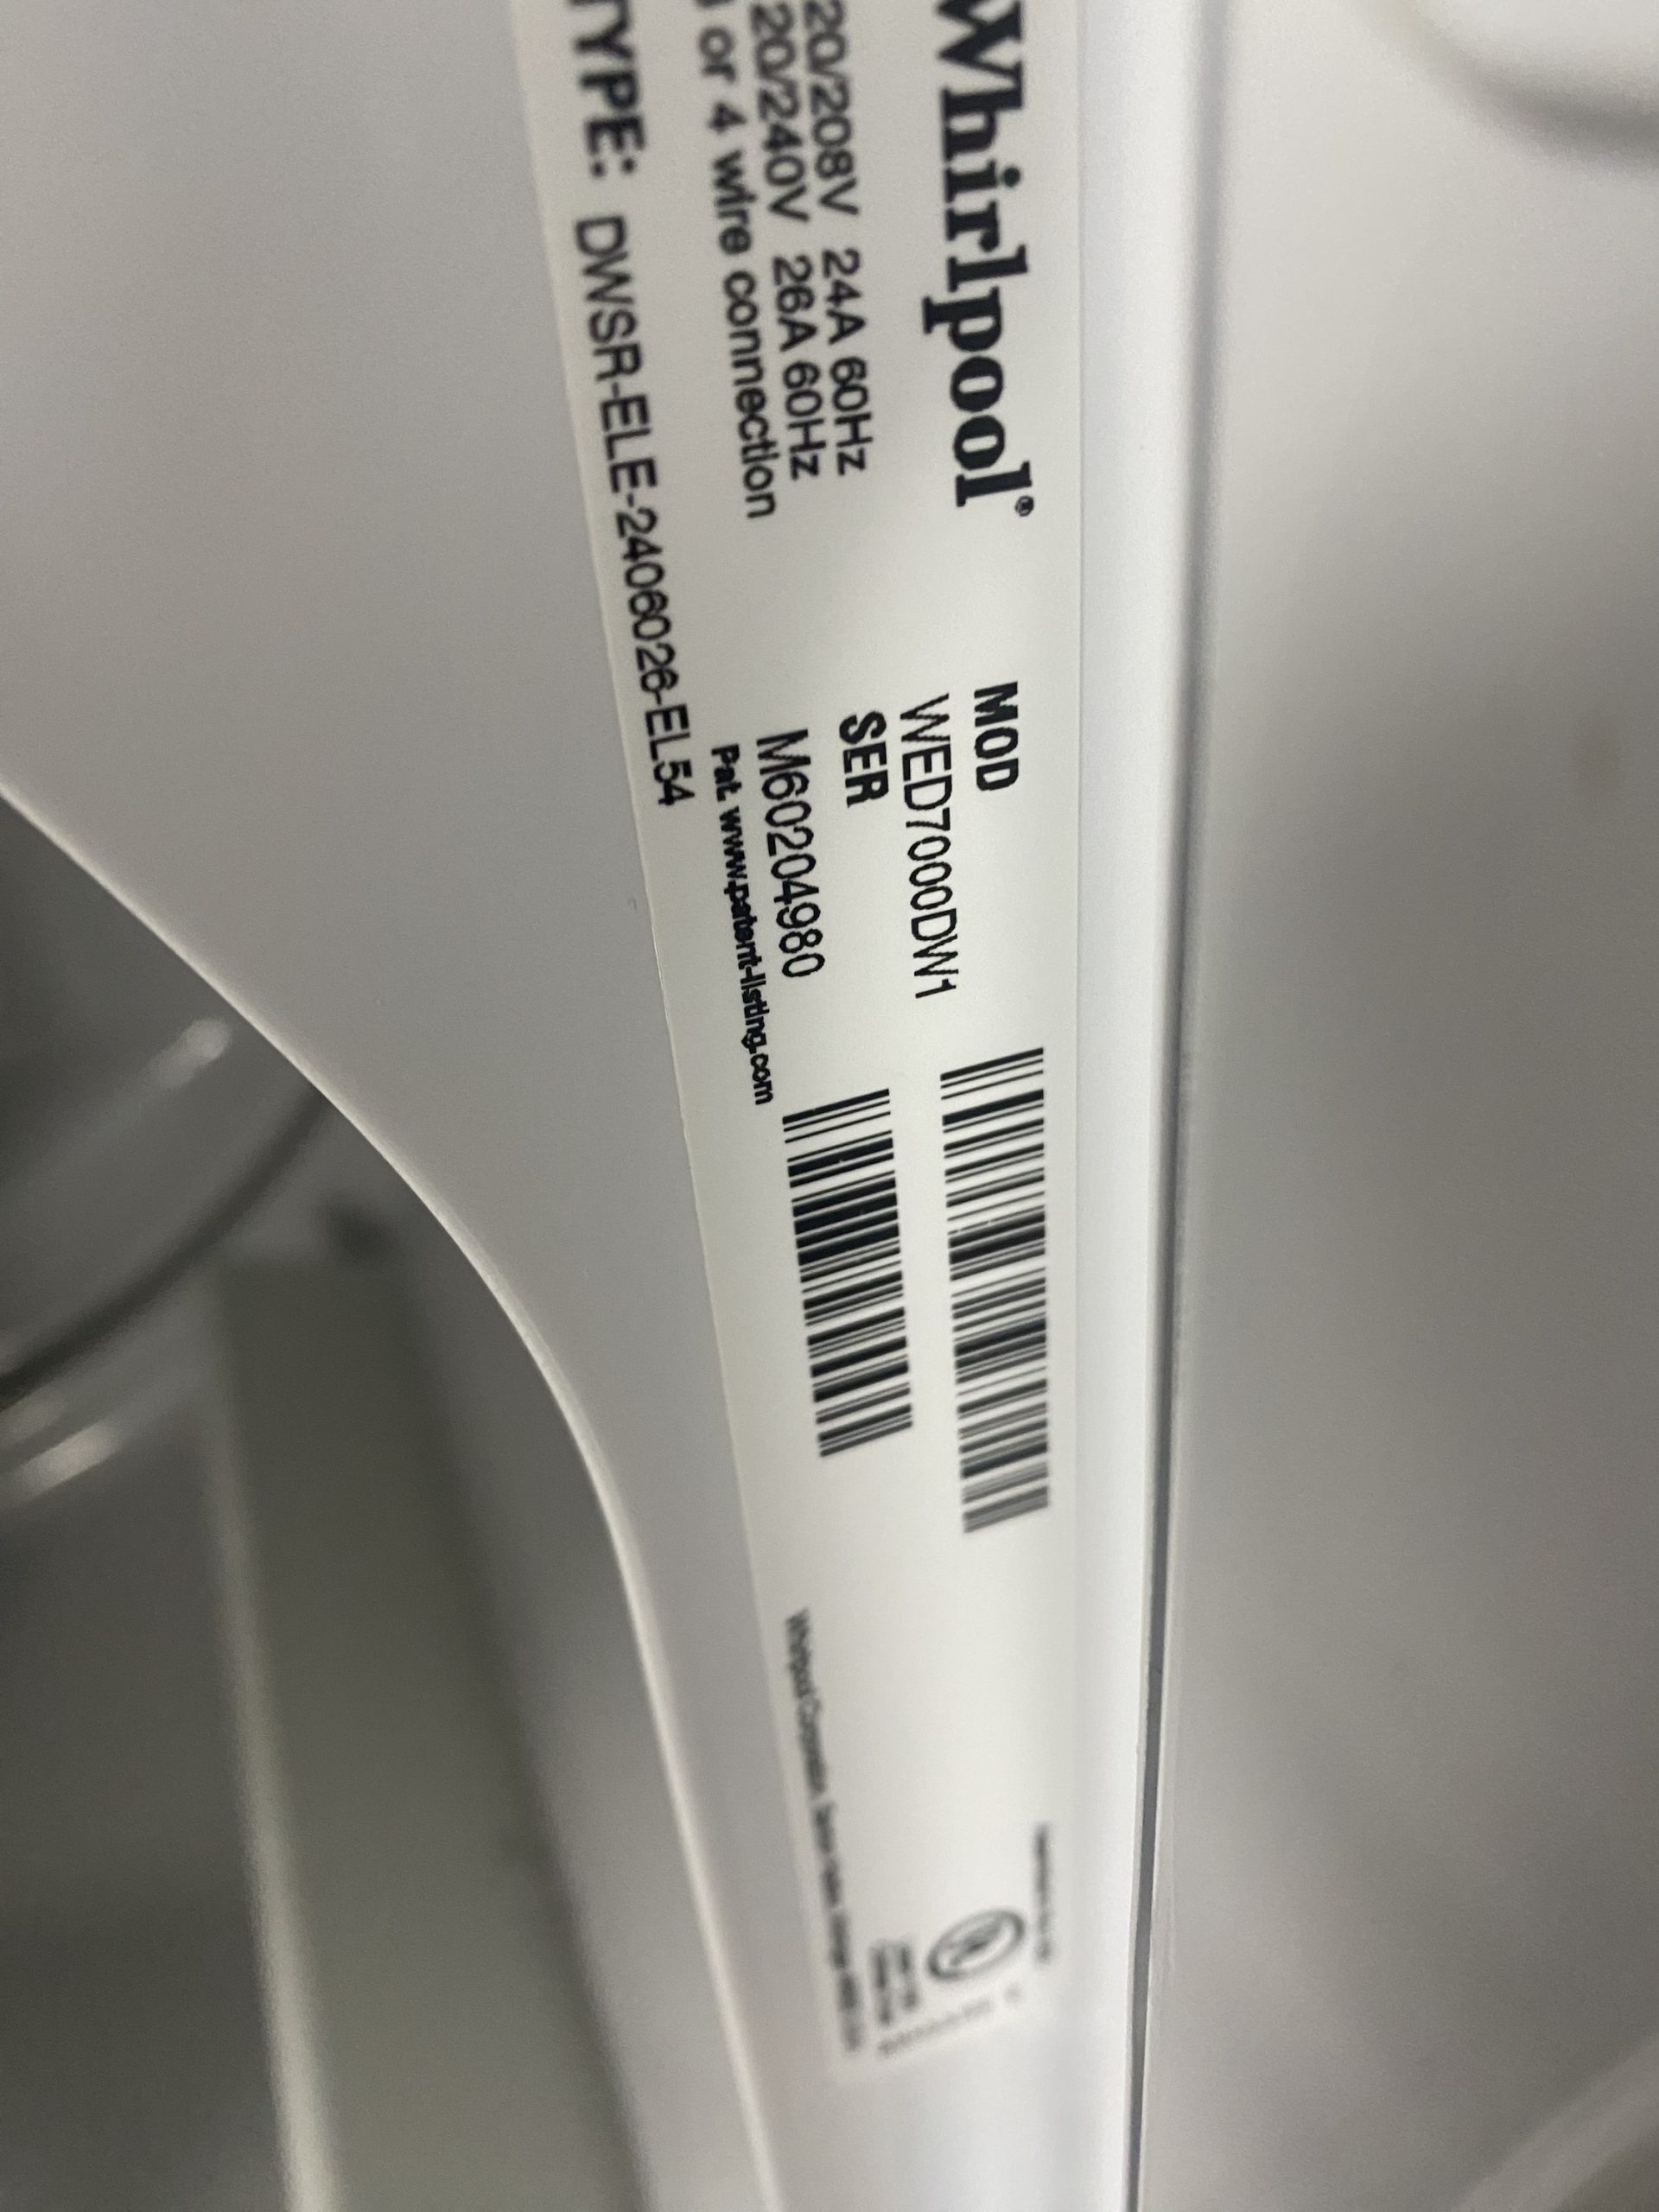 Whirlpool®
20/208V 24A 60Hz
20/240V 26A 60Hz
or 4 wire connection
TYPE: DWSR-ELE-2406026-EL54
MOD
WED7000DW1
SER
M60204980
Pat. www.patent-listing.com